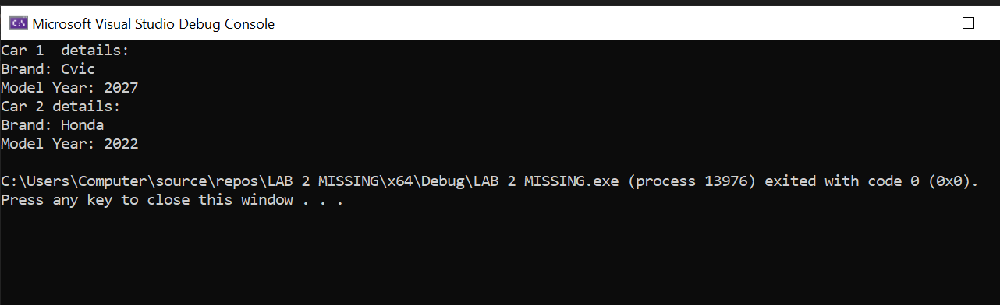 C:\ Microsoft Visual Studio Debug Console
Car 1  details:
Brand: Cvic
Model Year: 2027
Car 2 details:
Brand: Honda
Model Year: 2022
C:\Users\Computer\source\repos\LAB 2 MISSING\x64\Debug\LAB 2 MISSING.exe (process 13976) exited with code 0 (0x0).
Press any key to close this window . . .